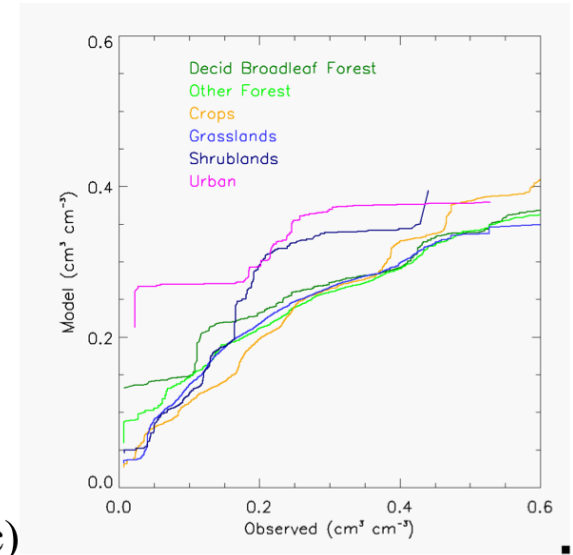 0.6
Decid Broadleaf Forest
Other Forest
Crops
Grasslands
Shrublands
Urban
0.4
Model (cm³ cm⁻³)
0.2
0.0
0.0 0.2 0.4 0.6
Observed (cm³ cm⁻³)
c)